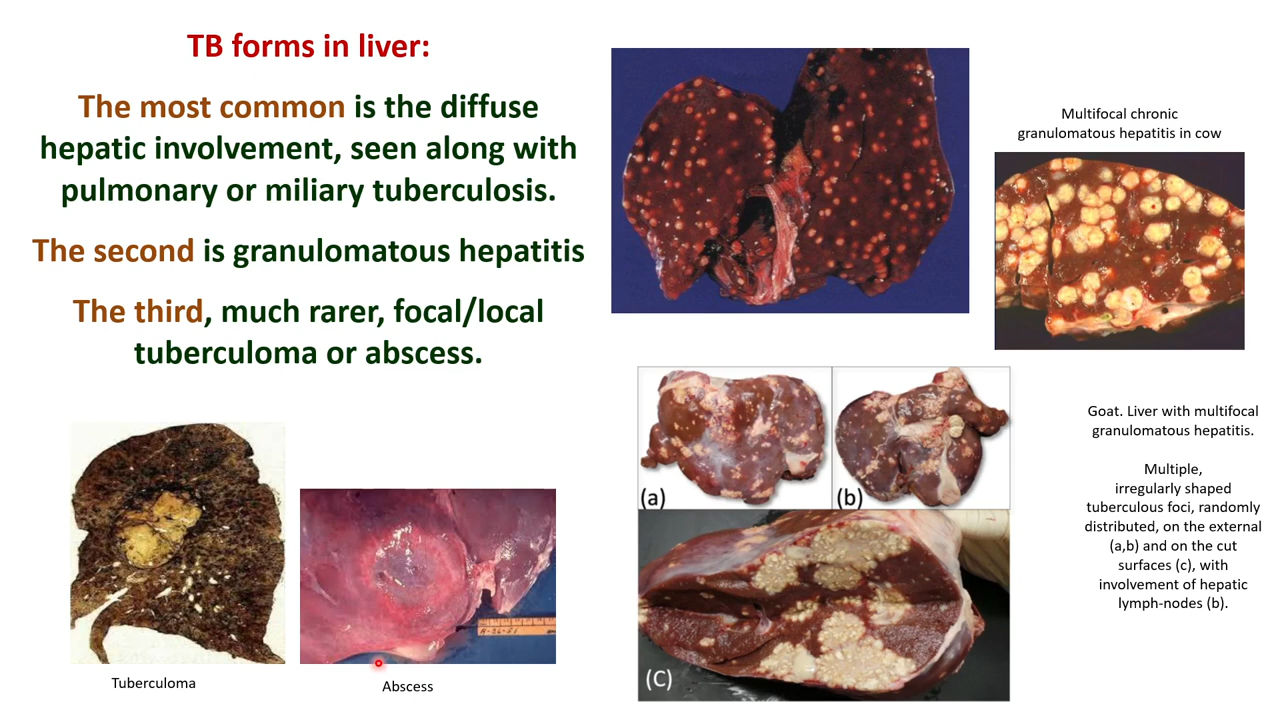 TB forms in liver:
The most common is the diffuse
hepatic involvement, seen along with
pulmonary or miliary tuberculosis.
The second is granulomatous hepatitis
The third, much rarer, focal/local
tuberculoma or abscess.
Tuberculoma
Abscess
Multifocal chronic
granulomatous hepatitis in cow
(a)
(b)
(C)
Goat. Liver with multifocal
granulomatous hepatitis.
Multiple,
irregularly shaped
tuberculous foci, randomly
distributed, on the external
(a,b) and on the cut
surfaces (c), with
involvement of hepatic
lymph-nodes (b).